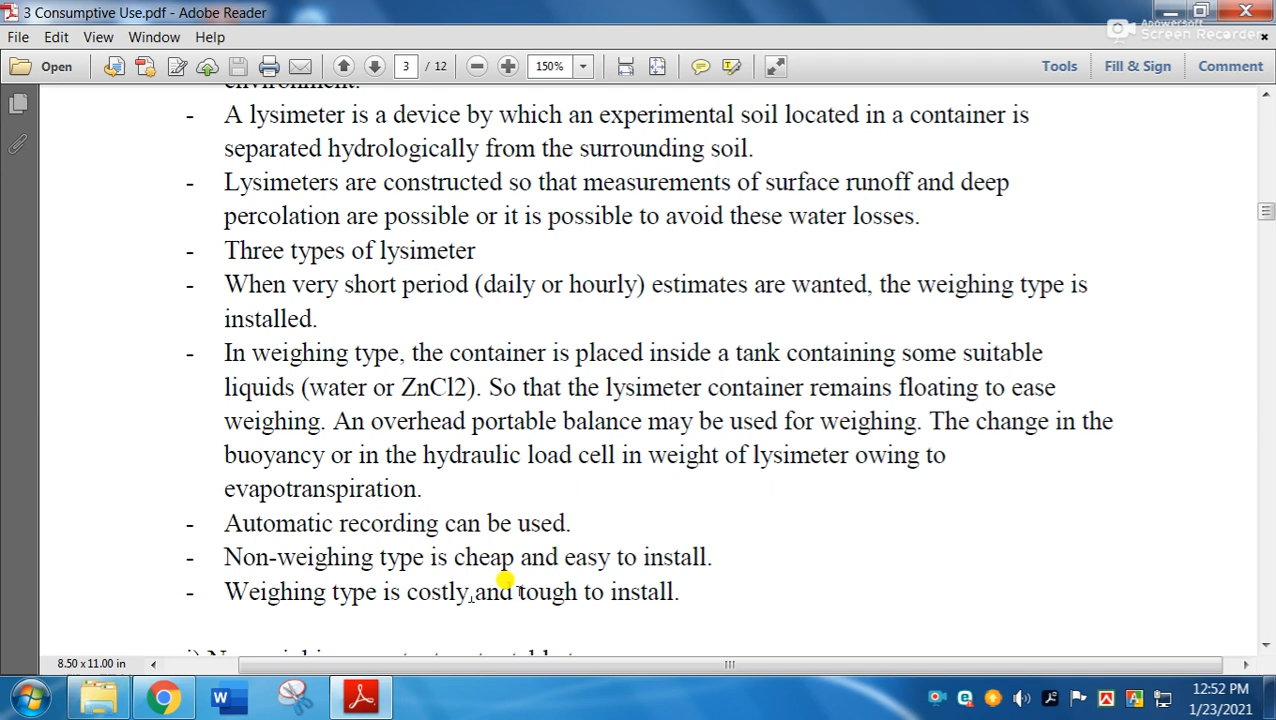 3 Consumptive Use.pdf - Adobe Reader
Apowersoft
Screen Recorder
File Edit View Window Help
Open 3 / 12 150% Tools Fill & Sign Comment
environment.
- A lysimeter is a device by which an experimental soil located in a container is
separated hydrologically from the surrounding soil.
- Lysimeters are constructed so that measurements of surface runoff and deep
percolation are possible or it is possible to avoid these water losses.
- Three types of lysimeter
- When very short period (daily or hourly) estimates are wanted, the weighing type is
installed.
- In weighing type, the container is placed inside a tank containing some suitable
liquids (water or ZnCl2). So that the lysimeter container remains floating to ease
weighing. An overhead portable balance may be used for weighing. The change in the
buoyancy or in the hydraulic load cell in weight of lysimeter owing to
evapotranspiration.
- Automatic recording can be used.
- Non-weighing type is cheap and easy to install.
- Weighing type is costly and tough to install.
8.50 x 11.00 in
12:52 PM
1/23/2021